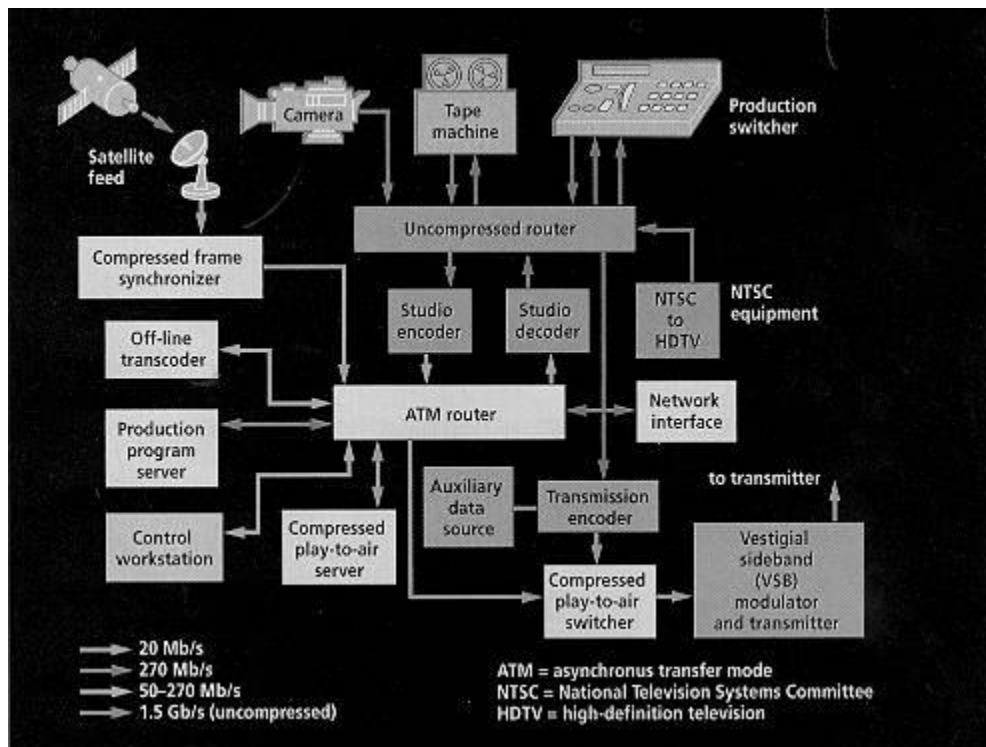 Camera
Tape
machine
Production
switcher
Satellite
feed
Uncompressed router
Compressed frame
synchronizer
Studio
encoder
Studio
decoder
NTSC
to
HDTV
NTSC
equipment
Off-line
transcoder
ATM router
Network
interface
Production
program
server
Auxiliary
data
source
Transmission
encoder
to transmitter
Control
workstation
Compressed
play-to-air
server
Compressed
play-to-air
switcher
Vestigial
sideband
(VSB)
modulator
and transmitter
20 Mb/s
270 Mb/s
50–270 Mb/s
1.5 Gb/s (uncompressed)
ATM = asynchronus transfer mode
NTSC = National Television Systems Committee
HDTV = high-definition television